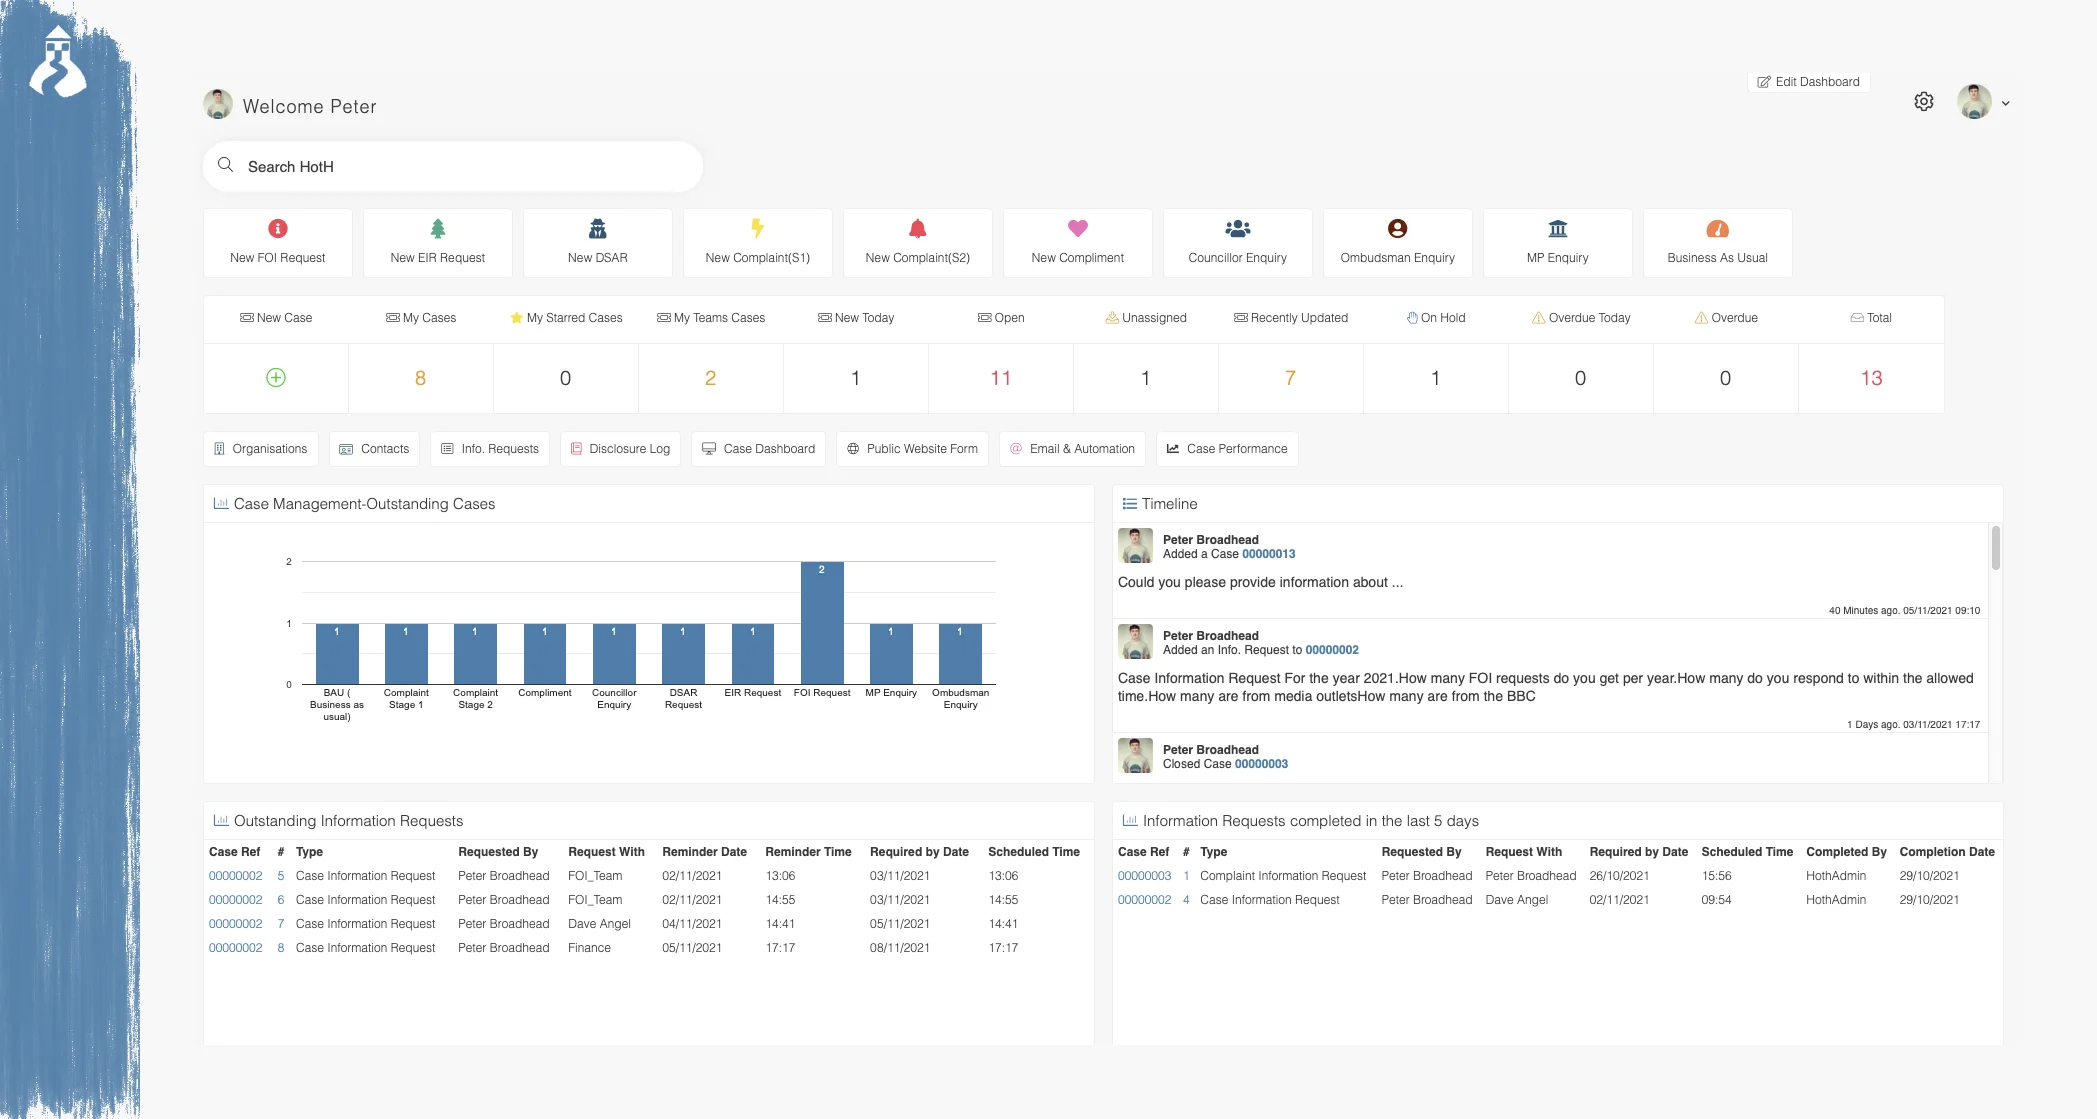 Edit Dashboard
Welcome Peter
Search HotH
New FOI Request
New EIR Request
New DSAR
New Complaint(S1)
New Complaint(S2)
New Compliment
Councillor Enquiry
Ombudsman Enquiry
MP Enquiry
Business As Usual
New Case My Cases My Starred Cases My Teams Cases New Today Open Unassigned Recently Updated On Hold Overdue Today Overdue Total
8 0 2 1 11 1 7 1 0 0 13
Organisations Contacts Info. Requests Disclosure Log Case Dashboard Public Website Form Email & Automation Case Performance
Case Management-Outstanding Cases
2
1
0
1 1 1 1 1 1 1 2 1 1
BAU (
Business as
usual)
Complaint
Stage 1
Complaint
Stage 2
Compliment
Councillor
Enquiry
DSAR
Request
EIR Request
FOI Request
MP Enquiry
Ombudsman
Enquiry
Timeline
Peter Broadhead
Added a Case 00000013
Could you please provide information about ...
40 Minutes ago. 05/11/2021 09:10
Peter Broadhead
Added an Info. Request to 00000002
Case Information Request For the year 2021.How many FOI requests do you get per year.How many do you respond to within the allowed
time.How many are from media outletsHow many are from the BBC
1 Days ago. 03/11/2021 17:17
Peter Broadhead
Closed Case 00000003
Outstanding Information Requests
Case Ref # Type Requested By Request With Reminder Date Reminder Time Required by Date Scheduled Time
00000002 5 Case Information Request Peter Broadhead FOI_Team 02/11/2021 13:06 03/11/2021 13:06
00000002 6 Case Information Request Peter Broadhead FOI_Team 02/11/2021 14:55 03/11/2021 14:55
00000002 7 Case Information Request Peter Broadhead Dave Angel 04/11/2021 14:41 05/11/2021 14:41
00000002 8 Case Information Request Peter Broadhead Finance 05/11/2021 17:17 08/11/2021 17:17
Information Requests completed in the last 5 days
Case Ref # Type Requested By Request With Required by Date Scheduled Time Completed By Completion Date
00000003 1 Complaint Information Request Peter Broadhead Peter Broadhead 26/10/2021 15:56 HothAdmin 29/10/2021
00000002 4 Case Information Request Peter Broadhead Dave Angel 02/11/2021 09:54 HothAdmin 29/10/2021